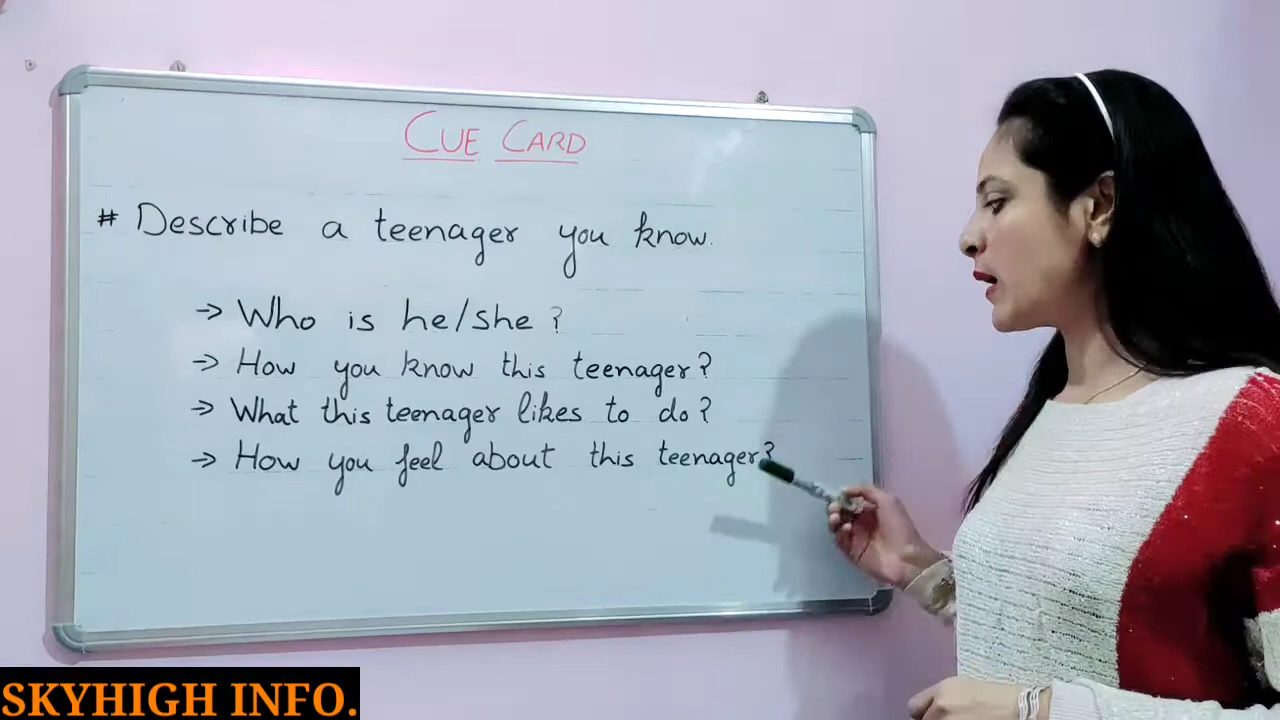 CUE CARD
# Describe a teenager you know.
→ Who is he/she?
→ How you know this teenager?
→ What this teenager likes to do?
→ How you feel about this teenager?
SKYHIGH INFO.